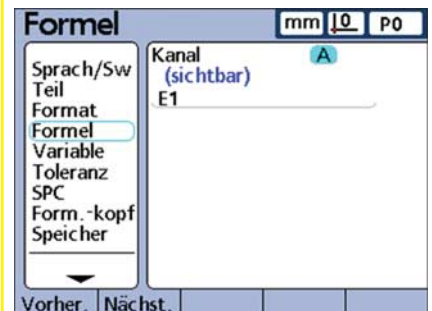 Formel mm 0 P0
Sprach/Sw
Teil
Format
Formel
Variable
Toleranz
SPC
Form.-kopf
Speicher
Kanal A
(sichtbar)
E1
Vorher. Nächst.